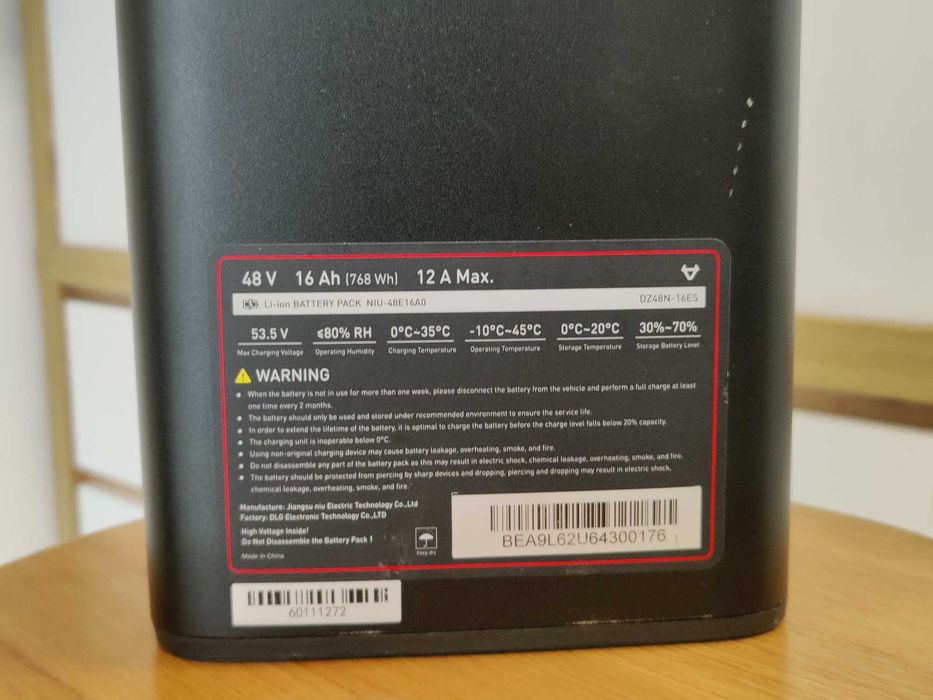 48 V 16 Ah (768 Wh) 12 A Max.
Li-ion BATTERY PACK NIU-48E16A0 DZ48N-16ES
53.5 V ≤80% RH 0°C~35°C -10°C~45°C 0°C~20°C 30%~70%
Max Charging Voltage Operating Humidity Charging Temperature Operating Temperature Storage Temperature Storage Battery Level
WARNING
• When the battery is not in use for more than one week, please disconnect the battery from the vehicle and perform a full charge at least
one time every 2 months.
• The battery should only be used and stored under recommended environment to ensure the service life.
• In order to extend the lifetime of the battery, it is optimal to charge the battery before the charge level falls below 20% capacity.
• The charging unit is inoperable below 0°C.
• Using non-original charging device may cause battery leakage, overheating, smoke, and fire.
• Do not disassemble any part of the battery pack as this may result in electric shock, chemical leakage, overheating, smoke, and fire.
• The battery should be protected from piercing by sharp devices and dropping, piercing and dropping may result in electric shock,
chemical leakage, overheating, smoke, and fire.
Manufacture: Jiangsu niu Electric Technology Co.,Ltd
Factory: DLG Electronic Technology Co.,LTD
High Voltage Inside!
Do Not Disassemble the Battery Pack !
Made in China
Keep dry
BEA9L62U64300176
60111272